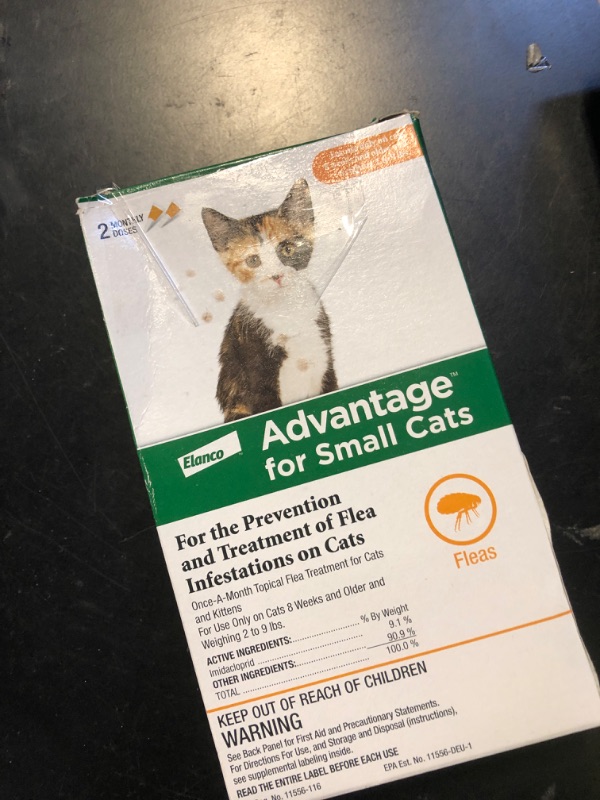 2 MONTHLY
DOSES
Elanco
Advantage™
for Small Cats
For the Prevention
and Treatment of Flea
Infestations on Cats
Fleas
Once-A-Month Topical Flea Treatment for Cats
and Kittens
For Use Only on Cats 8 Weeks and Older and
Weighing 2 to 9 lbs.
% By Weight
ACTIVE INGREDIENTS:
Imidacloprid ........ 9.1 %
OTHER INGREDIENTS: ........ 90.9 %
TOTAL ........ 100.0 %
KEEP OUT OF REACH OF CHILDREN
WARNING
See Back Panel for First Aid and Precautionary Statements.
For Directions For Use, and Storage and Disposal (instructions),
see supplemental labeling inside.
READ THE ENTIRE LABEL BEFORE EACH USE
No. 11556-116
EPA Est. No. 11556-DEU-1